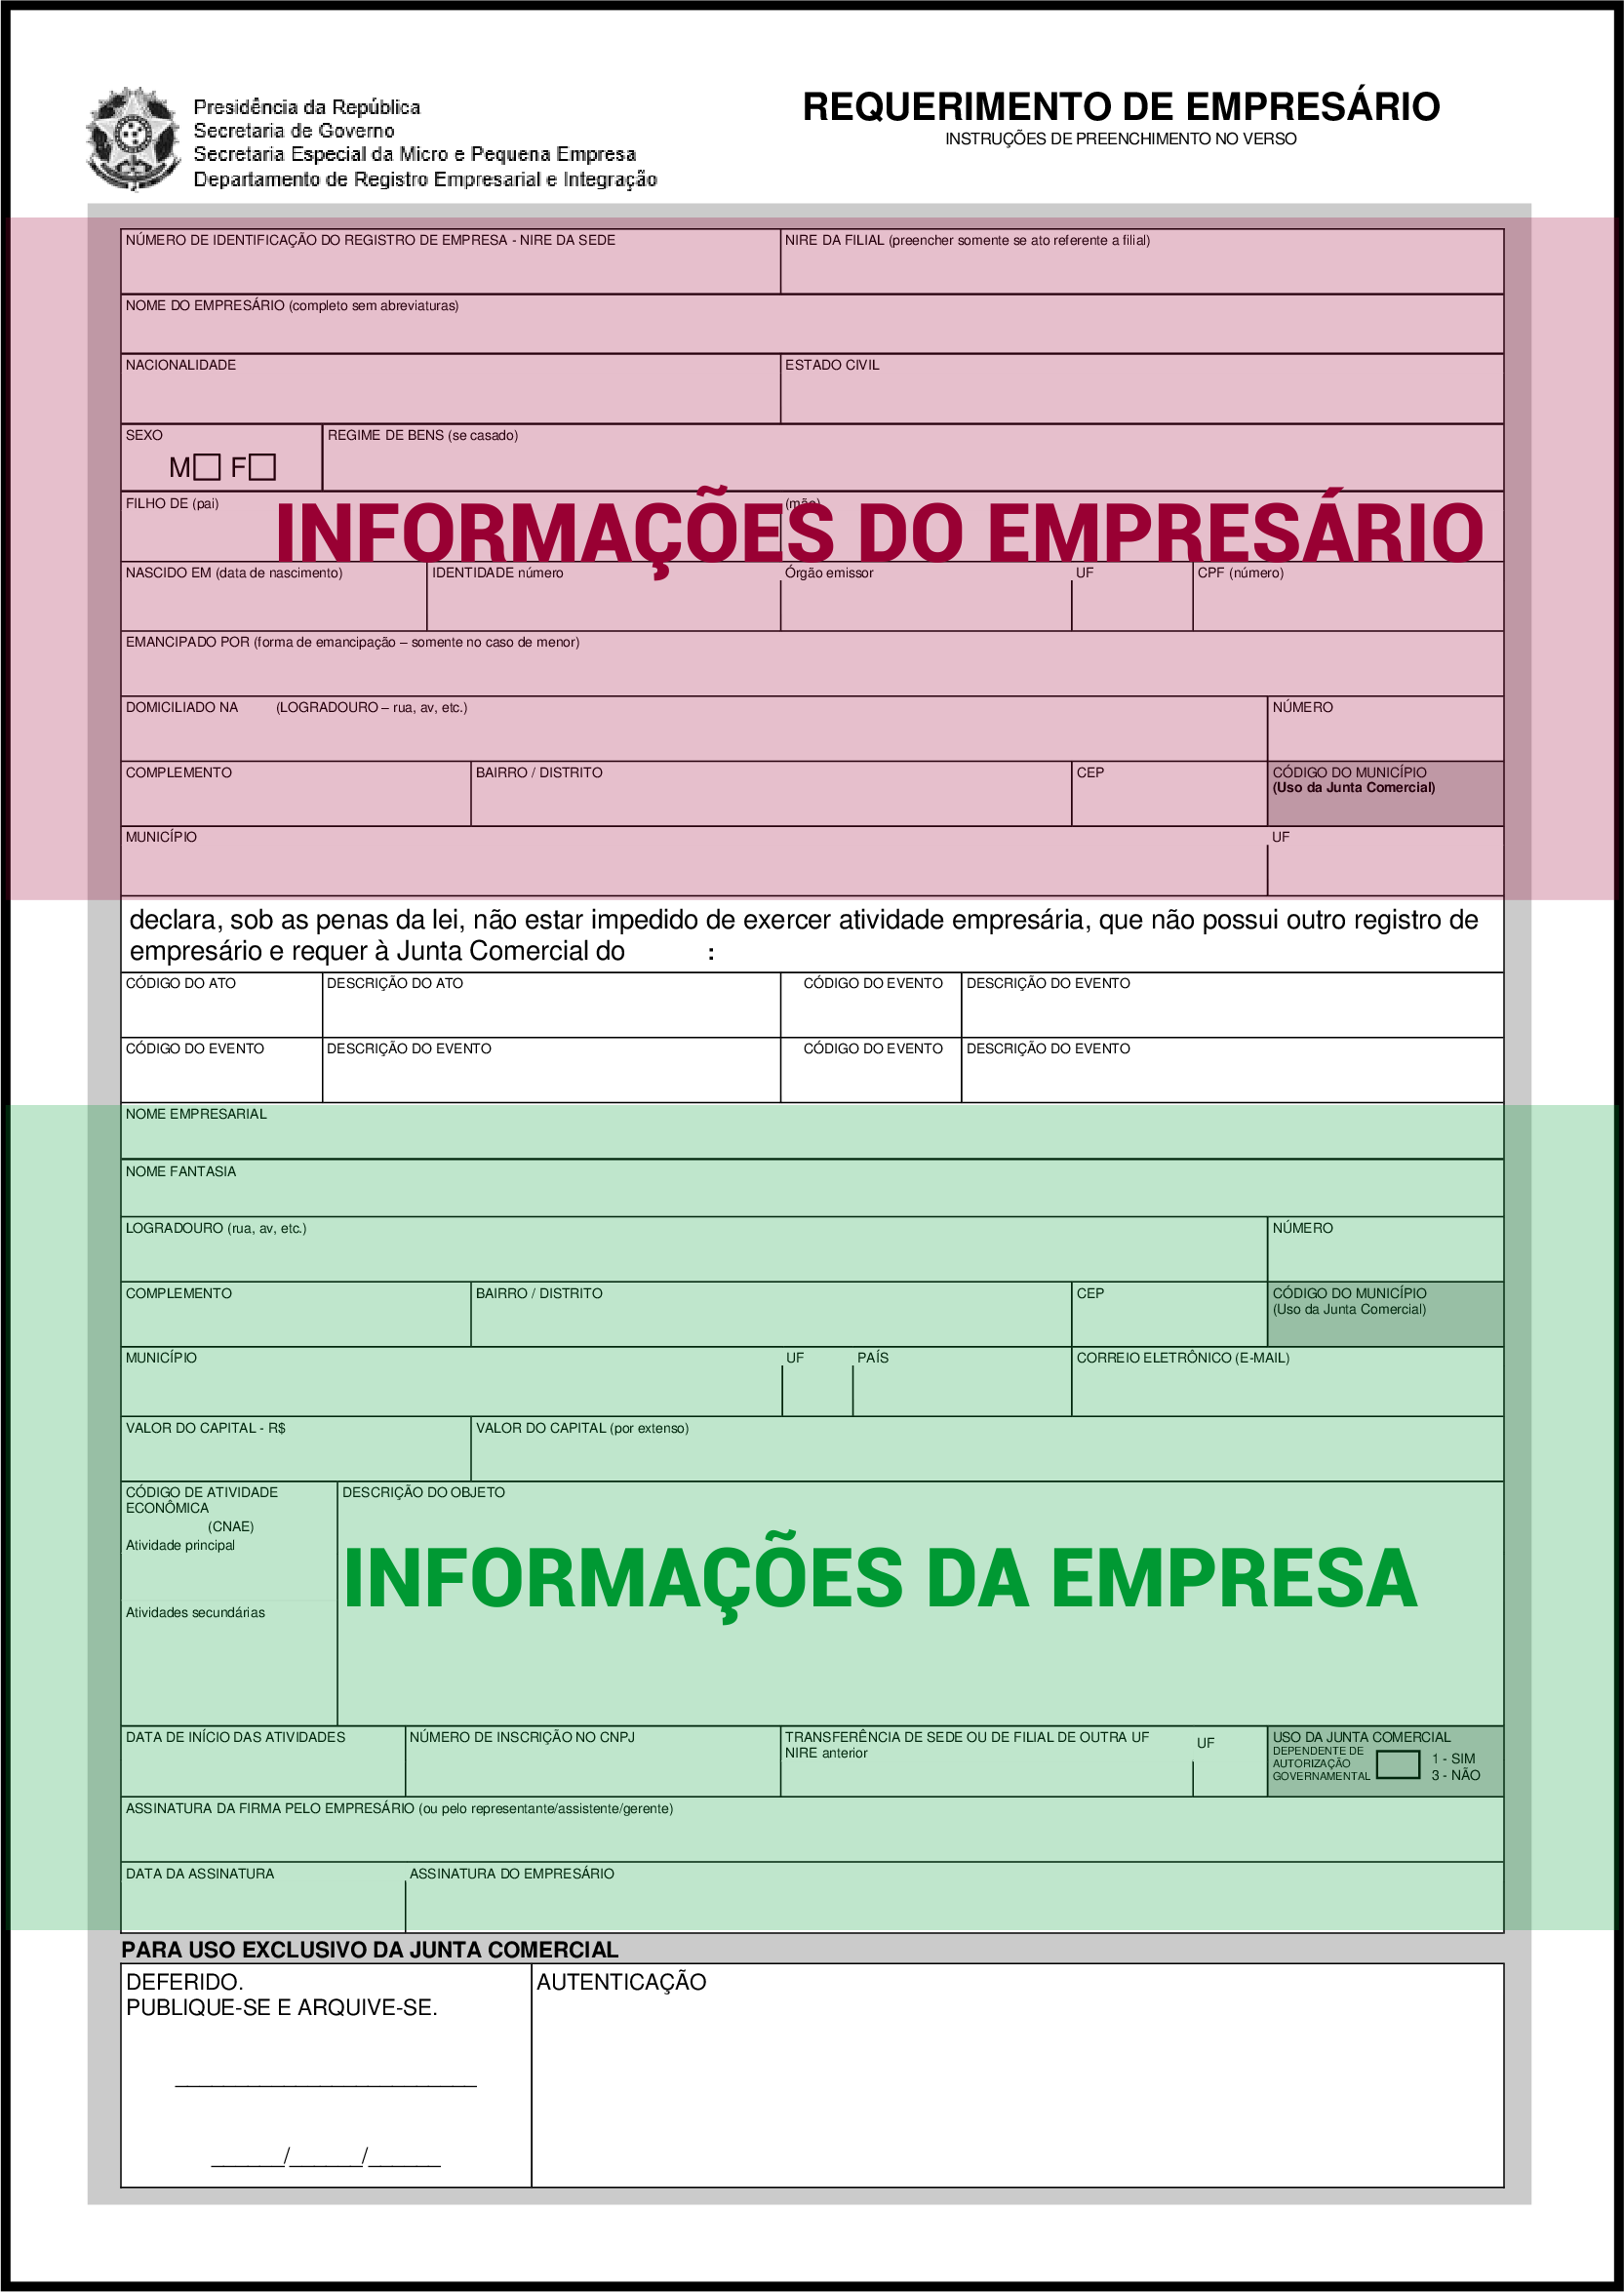 Presidência da República
Secretaria de Governo
Secretaria Especial da Micro e Pequena Empresa
Departamento de Registro Empresarial e Integração
REQUERIMENTO DE EMPRESÁRIO
INSTRUÇÕES DE PREENCHIMENTO NO VERSO
NÚMERO DE IDENTIFICAÇÃO DO REGISTRO DE EMPRESA - NIRE DA SEDE
NIRE DA FILIAL (preencher somente se ato referente a filial)
NOME DO EMPRESÁRIO (completo sem abreviaturas)
NACIONALIDADE
ESTADO CIVIL
SEXO
M F
REGIME DE BENS (se casado)
FILHO DE (pai)
(mãe)
INFORMAÇÕES DO EMPRESÁRIO
NASCIDO EM (data de nascimento)
IDENTIDADE número
Órgão emissor
UF
CPF (número)
EMANCIPADO POR (forma de emancipação – somente no caso de menor)
DOMICILIADO NA (LOGRADOURO – rua, av, etc.)
NÚMERO
COMPLEMENTO
BAIRRO / DISTRITO
CEP
CÓDIGO DO MUNICÍPIO
(Uso da Junta Comercial)
MUNICÍPIO
UF
declara, sob as penas da lei, não estar impedido de exercer atividade empresária, que não possui outro registro de
empresário e requer à Junta Comercial do :
CÓDIGO DO ATO
DESCRIÇÃO DO ATO
CÓDIGO DO EVENTO
DESCRIÇÃO DO EVENTO
CÓDIGO DO EVENTO
DESCRIÇÃO DO EVENTO
CÓDIGO DO EVENTO
DESCRIÇÃO DO EVENTO
NOME EMPRESARIAL
NOME FANTASIA
LOGRADOURO (rua, av, etc.)
NÚMERO
COMPLEMENTO
BAIRRO / DISTRITO
CEP
CÓDIGO DO MUNICÍPIO
(Uso da Junta Comercial)
MUNICÍPIO
UF
PAÍS
CORREIO ELETRÔNICO (E-MAIL)
VALOR DO CAPITAL - R$
VALOR DO CAPITAL (por extenso)
CÓDIGO DE ATIVIDADE
ECONÔMICA
(CNAE)
Atividade principal
Atividades secundárias
DESCRIÇÃO DO OBJETO
INFORMAÇÕES DA EMPRESA
DATA DE INÍCIO DAS ATIVIDADES
NÚMERO DE INSCRIÇÃO NO CNPJ
TRANSFERÊNCIA DE SEDE OU DE FILIAL DE OUTRA UF
NIRE anterior
UF
USO DA JUNTA COMERCIAL
DEPENDENTE DE
AUTORIZAÇÃO
GOVERNAMENTAL
1 - SIM
3 - NÃO
ASSINATURA DA FIRMA PELO EMPRESÁRIO (ou pelo representante/assistente/gerente)
DATA DA ASSINATURA
ASSINATURA DO EMPRESÁRIO
PARA USO EXCLUSIVO DA JUNTA COMERCIAL
DEFERIDO.
PUBLIQUE-SE E ARQUIVE-SE.
AUTENTICAÇÃO